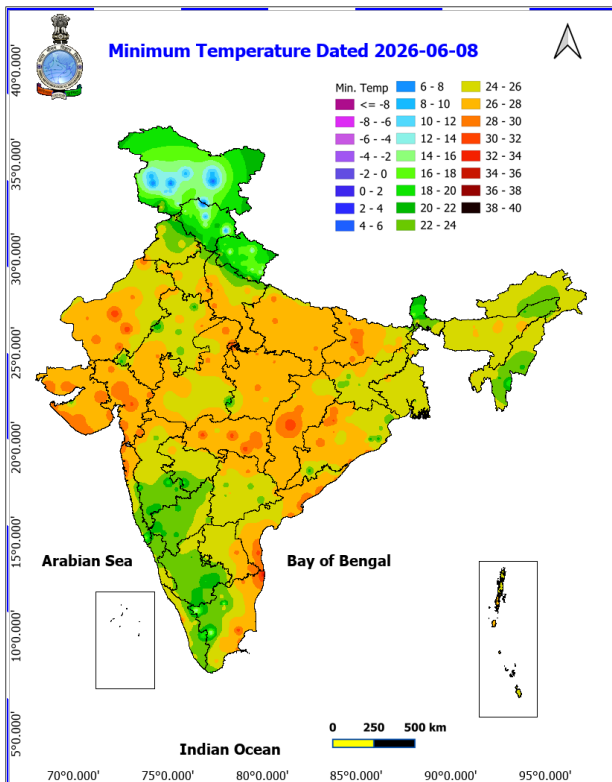 Minimum Temperature Dated 2026-06-08
Min. Temp
<= -8
-8 - -6
-6 - -4
-4 - -2
-2 - 0
0 - 2
2 - 4
4 - 6
6 - 8
8 - 10
10 - 12
12 - 14
14 - 16
16 - 18
18 - 20
20 - 22
22 - 24
24 - 26
26 - 28
28 - 30
30 - 32
32 - 34
34 - 36
36 - 38
38 - 40
40°0.000'
35°0.000'
30°0.000'
25°0.000'
20°0.000'
15°0.000'
10°0.000'
5°0.000'
Arabian Sea
Bay of Bengal
0 250 500 km
Indian Ocean
70°0.000' 75°0.000' 80°0.000' 85°0.000' 90°0.000' 95°0.000'